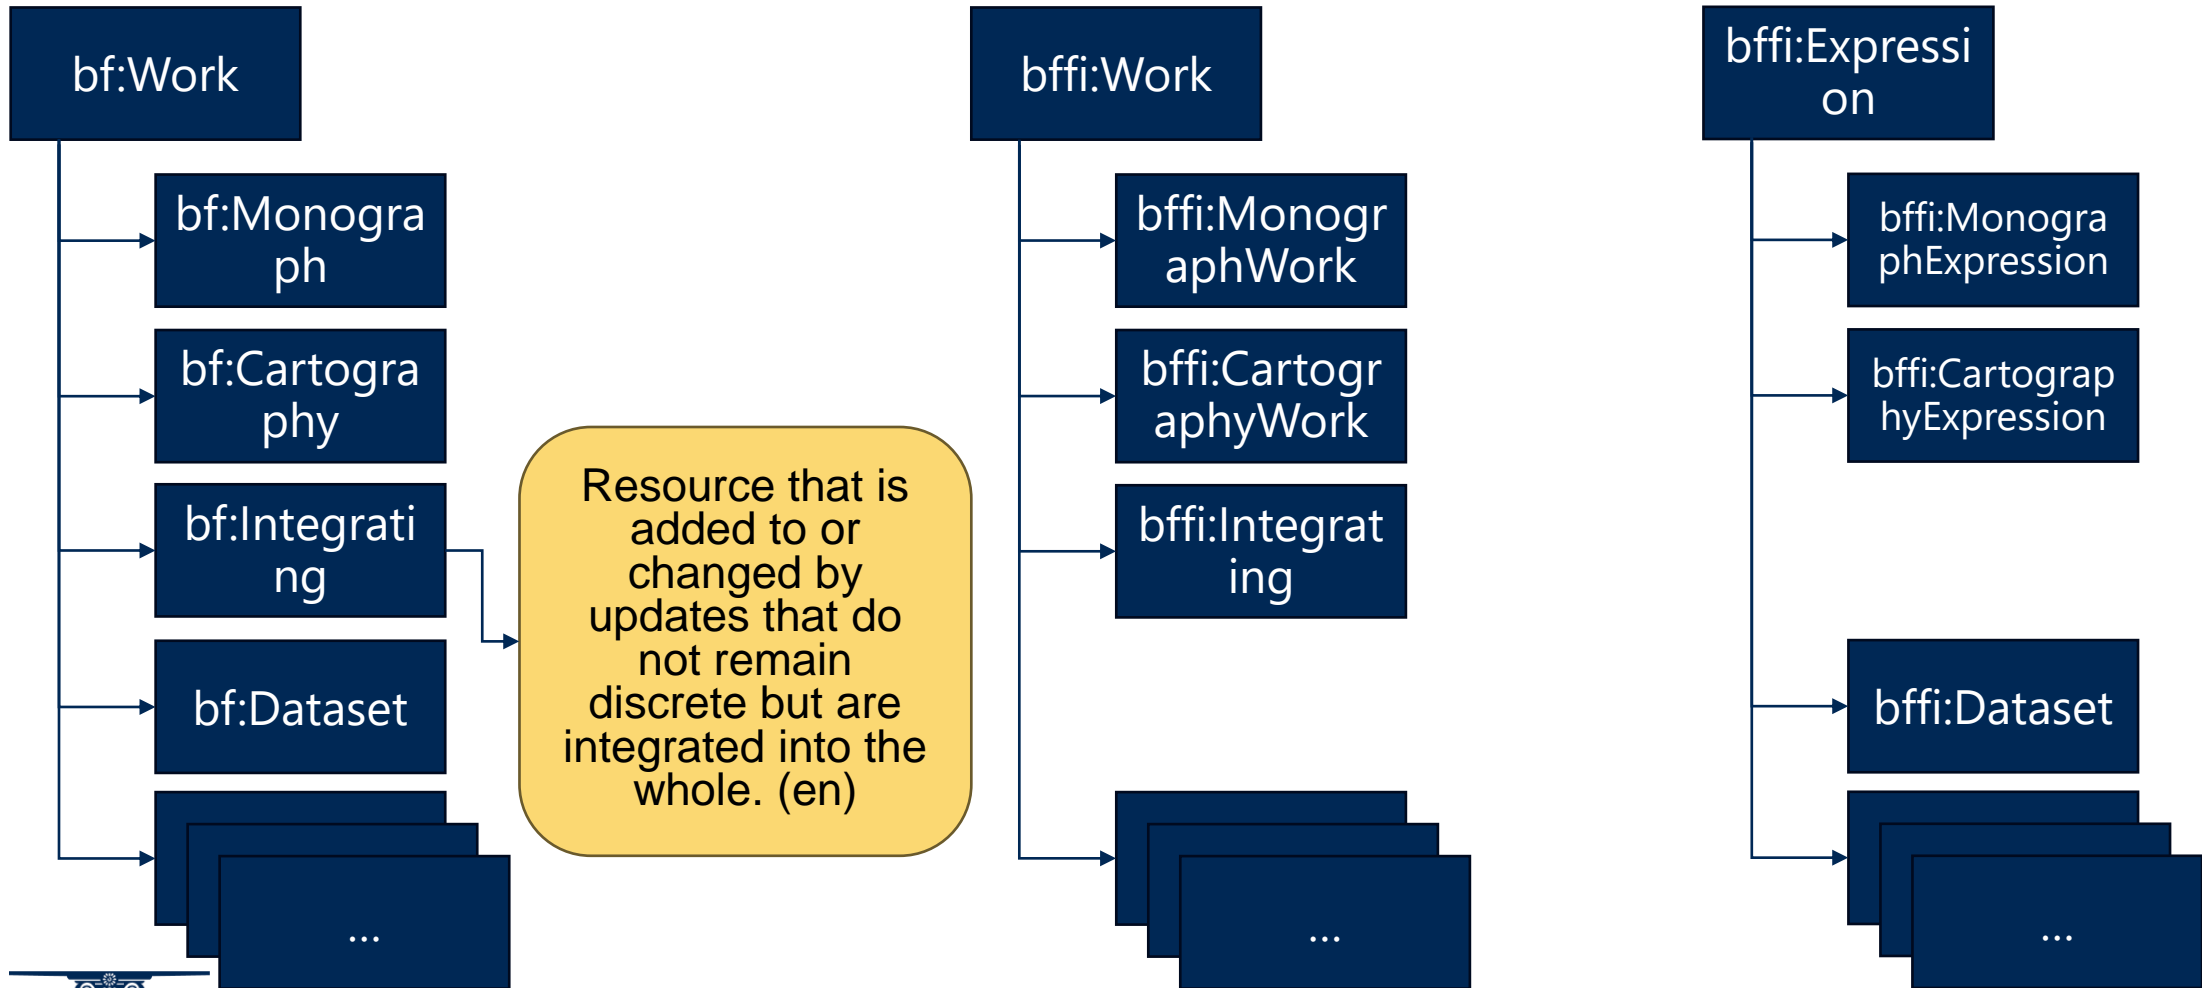 bf:Work
bf:Monogra
ph
bf:Cartogra
phy
bf:Integrati
ng
bf:Dataset
...
Resource that is
added to or
changed by
updates that do
not remain
discrete but are
integrated into the
whole. (en)
bffi:Work
bffi:Monogr
aphWork
bffi:Cartogr
aphyWork
bffi:Integrat
ing
...
bffi:Expressi
on
bffi:Monogra
phExpression
bffi:Cartograp
hyExpression
bffi:Dataset
...